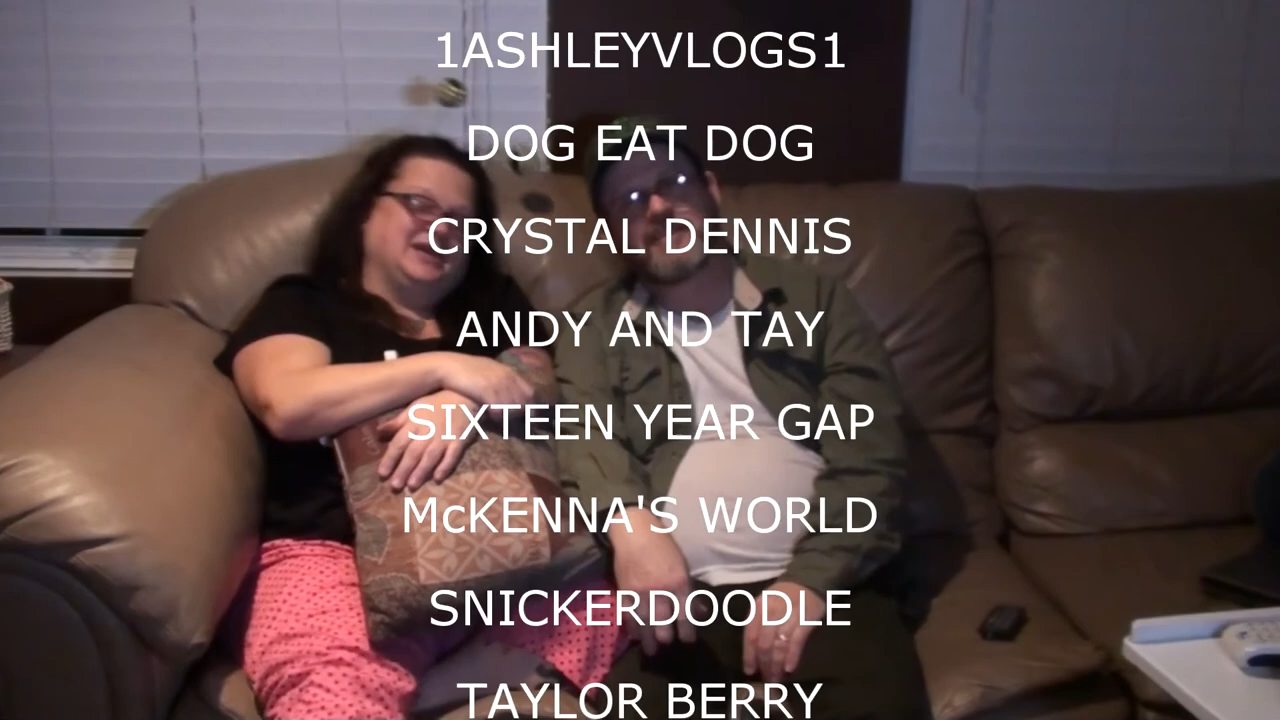 1ASHLEYVLOGS1
DOG EAT DOG
CRYSTAL DENNIS
ANDY AND TAY
SIXTEEN YEAR GAP
McKENNA'S WORLD
SNICKERDOODLE
TAYLOR BERRY